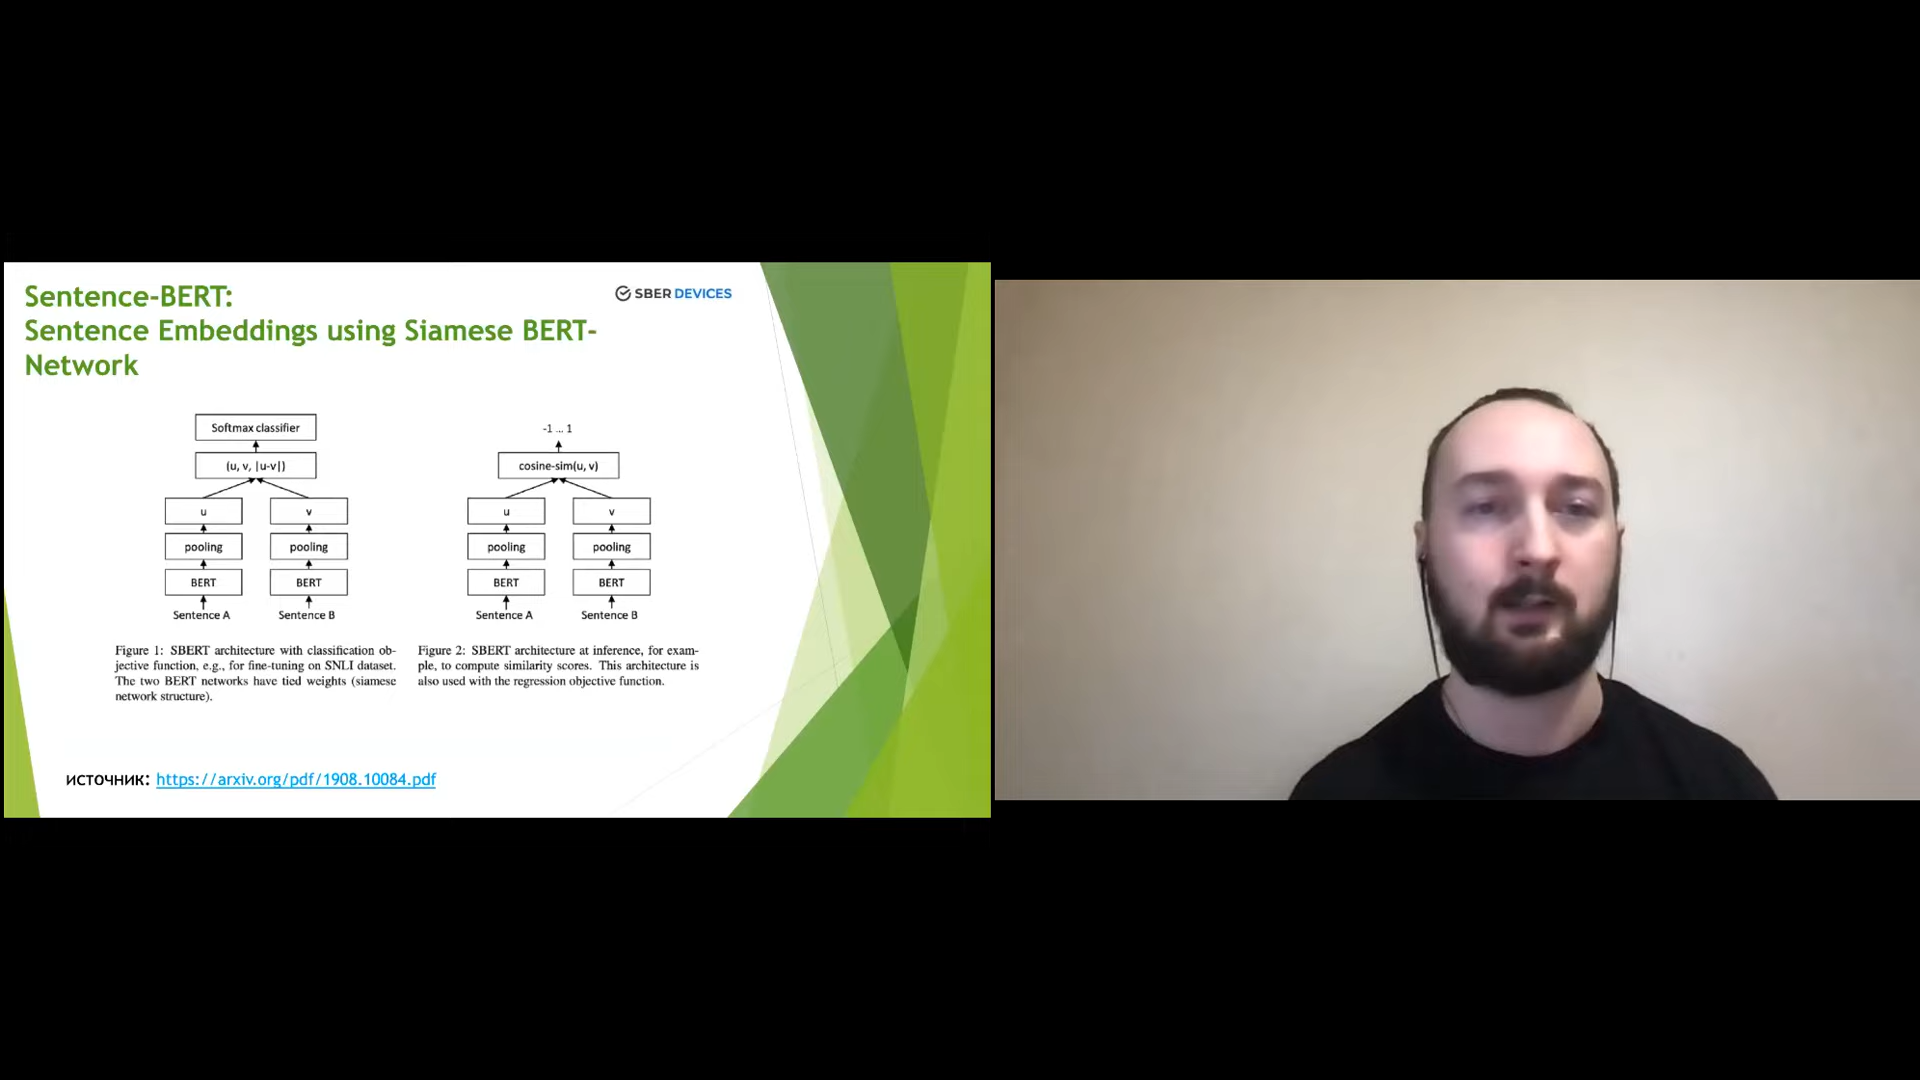 Sentence-BERT:
Sentence Embeddings using Siamese BERT-
Network
SBER DEVICES
Softmax classifier
(u, v, |u-v|)
u
v
pooling
pooling
BERT
BERT
Sentence A
Sentence B
Figure 1: SBERT architecture with classification ob-
jective function, e.g., for fine-tuning on SNLI dataset.
The two BERT networks have tied weights (siamese
network structure).
-1 ... 1
cosine-sim(u, v)
u
v
pooling
pooling
BERT
BERT
Sentence A
Sentence B
Figure 2: SBERT architecture at inference, for exam-
ple, to compute similarity scores. This architecture is
also used with the regression objective function.
источник: https://arxiv.org/pdf/1908.10084.pdf